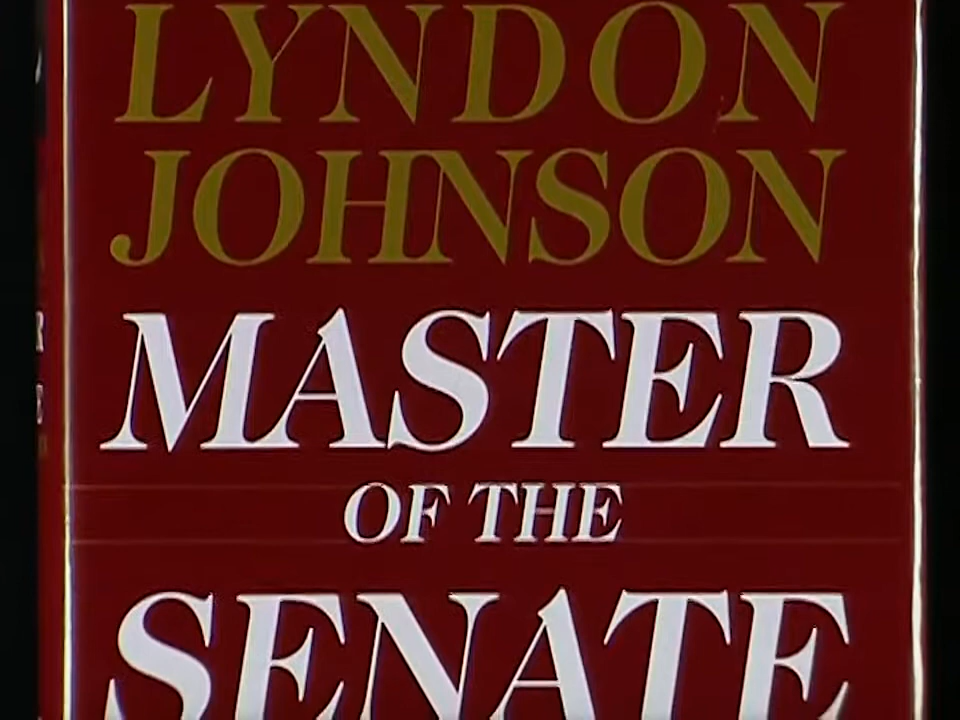 LYNDON
JOHNSON
MASTER
OF THE
SENATE